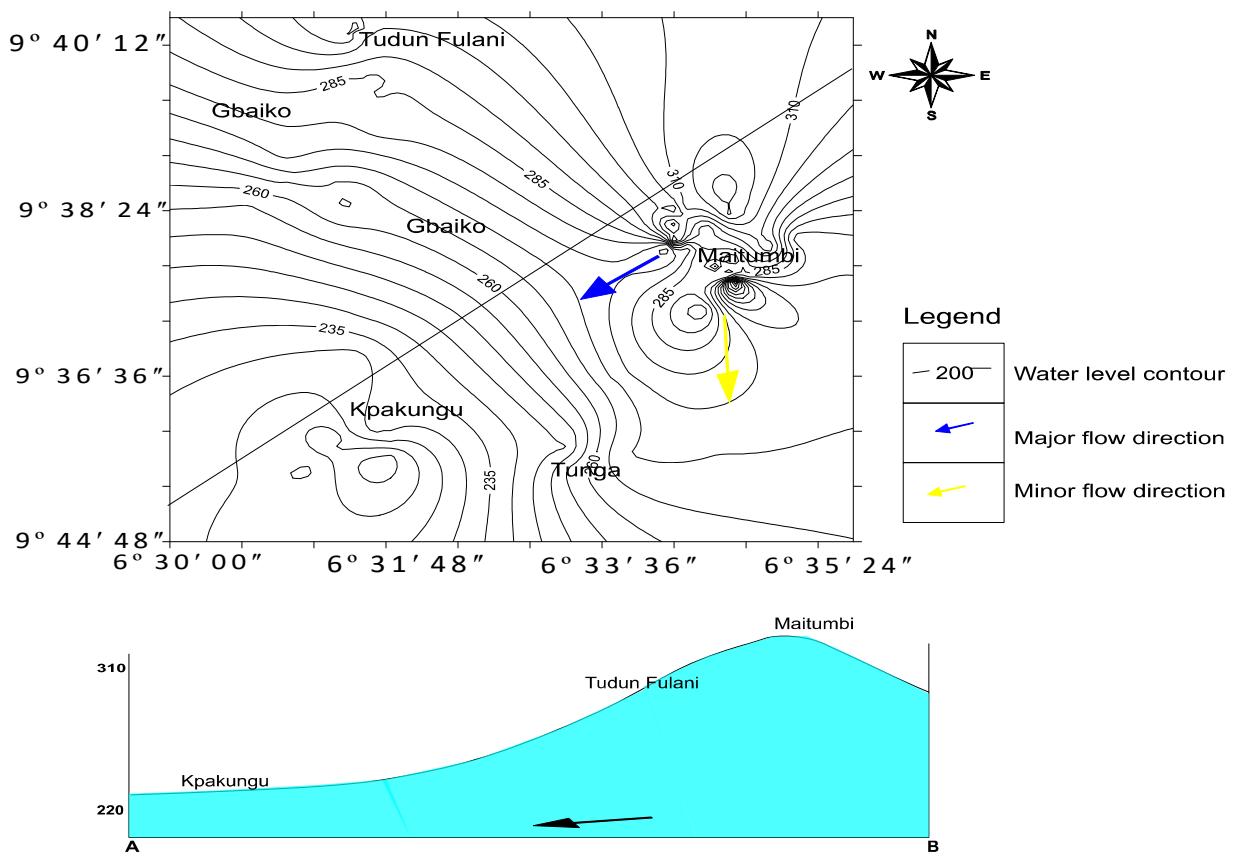 N
W E
S
9° 40′ 12″
Tudun Fulani
285
Gbaiko
310
285
310
9° 38′ 24″
260
Gbaiko
Maitumbi
285
260
285
235
9° 36′ 36″
Kpakungu
Tunga
260
235
9° 44′ 48″
6° 30′ 00″ 6° 31′ 48″ 6° 33′ 36″ 6° 35′ 24″
Legend
200 Water level contour
Major flow direction
Minor flow direction
Maitumbi
310
Tudun Fulani
Kpakungu
220
A B